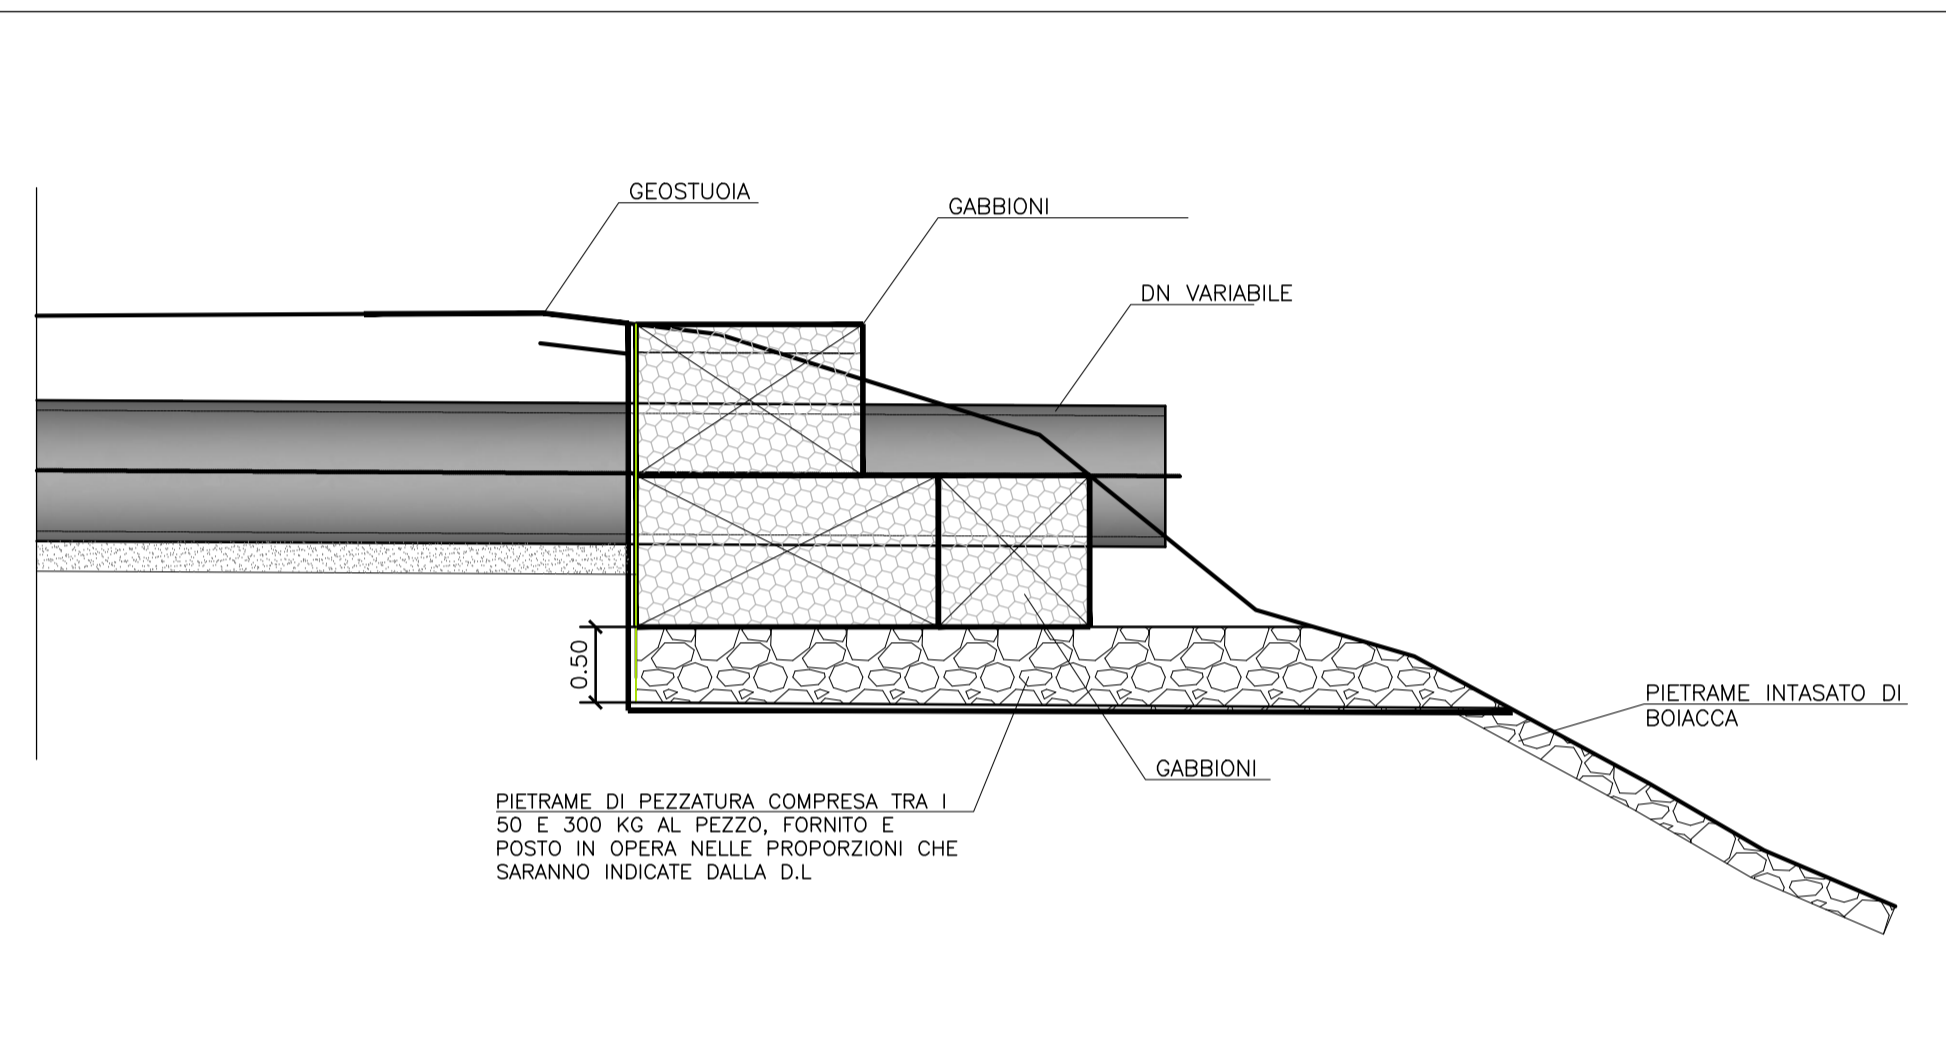 GEOSTUOIA
GABBIONI
DN VARIABILE
0.50
PIETRAME INTASATO DI
BOIACCA
GABBIONI
PIETRAME DI PEZZATURA COMPRESA TRA I
50 E 300 KG AL PEZZO, FORNITO E
POSTO IN OPERA NELLE PROPORZIONI CHE
SARANNO INDICATE DALLA D.L